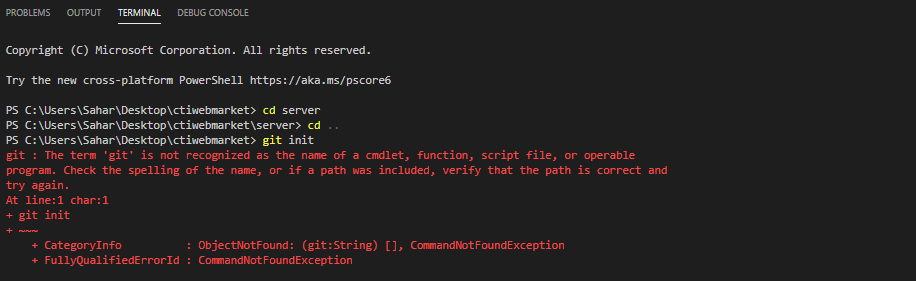 PROBLEMS OUTPUT TERMINAL DEBUG CONSOLE
Copyright (C) Microsoft Corporation. All rights reserved.
Try the new cross-platform PowerShell https://aka.ms/pscore6
PS C:\Users\Sahar\Desktop\ctiwebmarket> cd server
PS C:\Users\Sahar\Desktop\ctiwebmarket\server> cd ..
PS C:\Users\Sahar\Desktop\ctiwebmarket> git init
git : The term 'git' is not recognized as the name of a cmdlet, function, script file, or operable
program. Check the spelling of the name, or if a path was included, verify that the path is correct and
try again.
At line:1 char:1
+ git init
+ ~~~
    + CategoryInfo          : ObjectNotFound: (git:String) [], CommandNotFoundException
    + FullyQualifiedErrorId : CommandNotFoundException